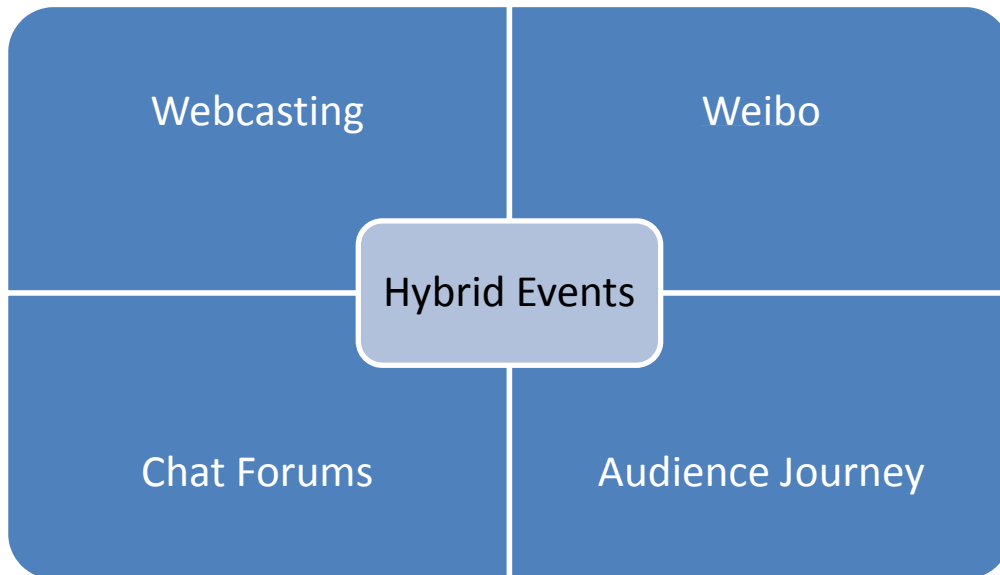 Webcasting
Weibo
Hybrid Events
Chat Forums
Audience Journey